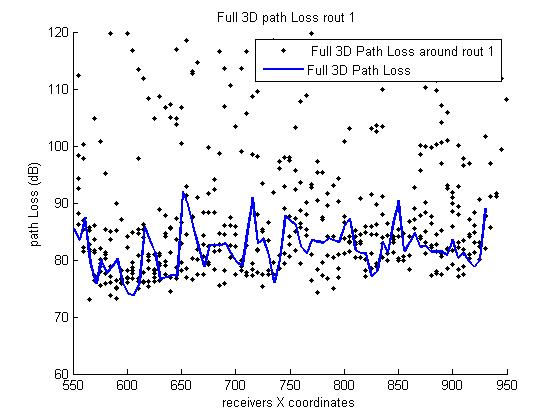 Full 3D path Loss rout 1
120
110
100
90
80
70
60
path Loss (dB)
Full 3D Path Loss around rout 1
Full 3D Path Loss
550 600 650 700 750 800 850 900 950
receivers X coordinates